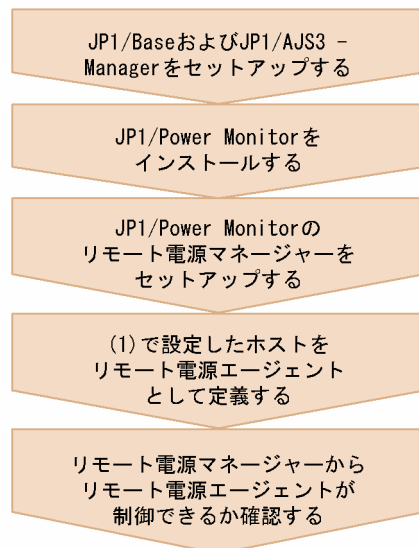 JP1/BaseおよびJP1/AJS3 -
Managerをセットアップする
JP1/Power Monitorを
インストールする
JP1/Power Monitorの
リモート電源マネージャーを
セットアップする
(1)で設定したホストを
リモート電源エージェント
として定義する
リモート電源マネージャーから
リモート電源エージェントが
制御できるか確認する